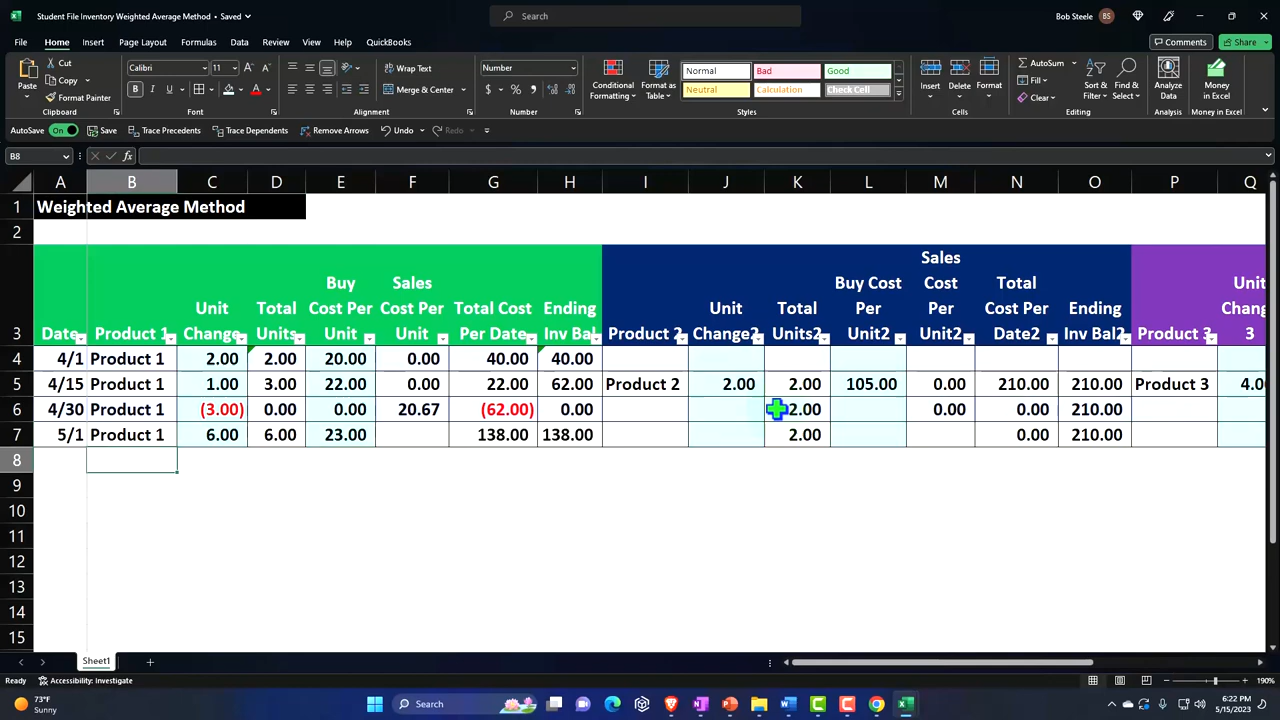 Student File Inventory Weighted Average Method • Saved
Search
Bob Steele BS
File Home Insert Page Layout Formulas Data Review View Help QuickBooks
Comments Share
Paste Cut Copy Format Painter
Clipboard
Calibri 11
B I U
Font
Wrap Text
Merge & Center
Alignment
Number
$ % ,
Number
Conditional Formatting Format as Table
Normal Bad Good
Neutral Calculation Check Cell
Styles
Insert Delete Format
Cells
AutoSum Fill Clear
Sort & Filter Find & Select
Editing
Analyze Data
Analysis
Money in Excel
Money in Excel
AutoSave On Save Trace Precedents Trace Dependents Remove Arrows Undo Redo
B8 fx
A B C D E F G H I J K L M N O P Q
1 Weighted Average Method
2
3 Date Product 1 Unit Change Total Units Buy Cost Per Unit Sales Cost Per Unit Total Cost Per Date Ending Inv Bal Product 2 Unit Change2 Total Units2 Buy Cost Per Unit2 Sales Cost Per Unit2 Total Cost Per Date2 Ending Inv Bal2 Product 3
4 4/1 Product 1 2.00 2.00 20.00 0.00 40.00 40.00
5 4/15 Product 1 1.00 3.00 22.00 0.00 22.00 62.00 Product 2 2.00 2.00 105.00 0.00 210.00 210.00 Product 3
6 4/30 Product 1 (3.00) 0.00 0.00 20.67 (62.00) 0.00 2.00 0.00 0.00 210.00
7 5/1 Product 1 6.00 6.00 23.00 138.00 138.00 2.00 0.00 210.00
8
9
10
11
12
13
14
15
Sheet1
Ready Accessibility: Investigate
190%
73°F
Sunny
Search
6:22 PM
5/15/2023